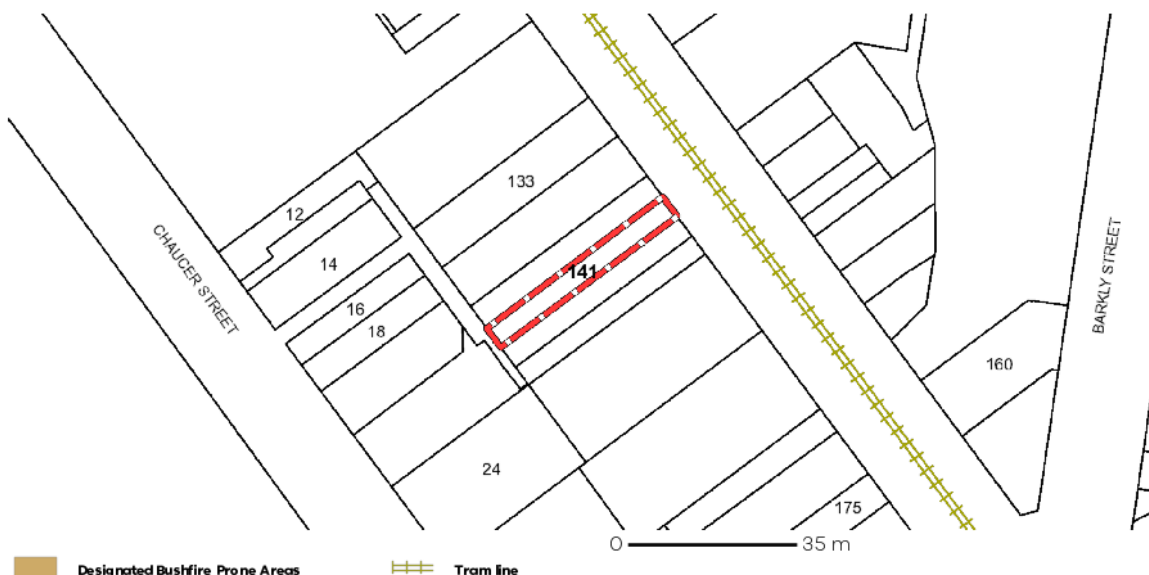 133
12
141
14
CHAUCER STREET
BARKLY STREET
16
18
160
24
175
0 35 m
Designated Bushfire Prone Areas
Tram line